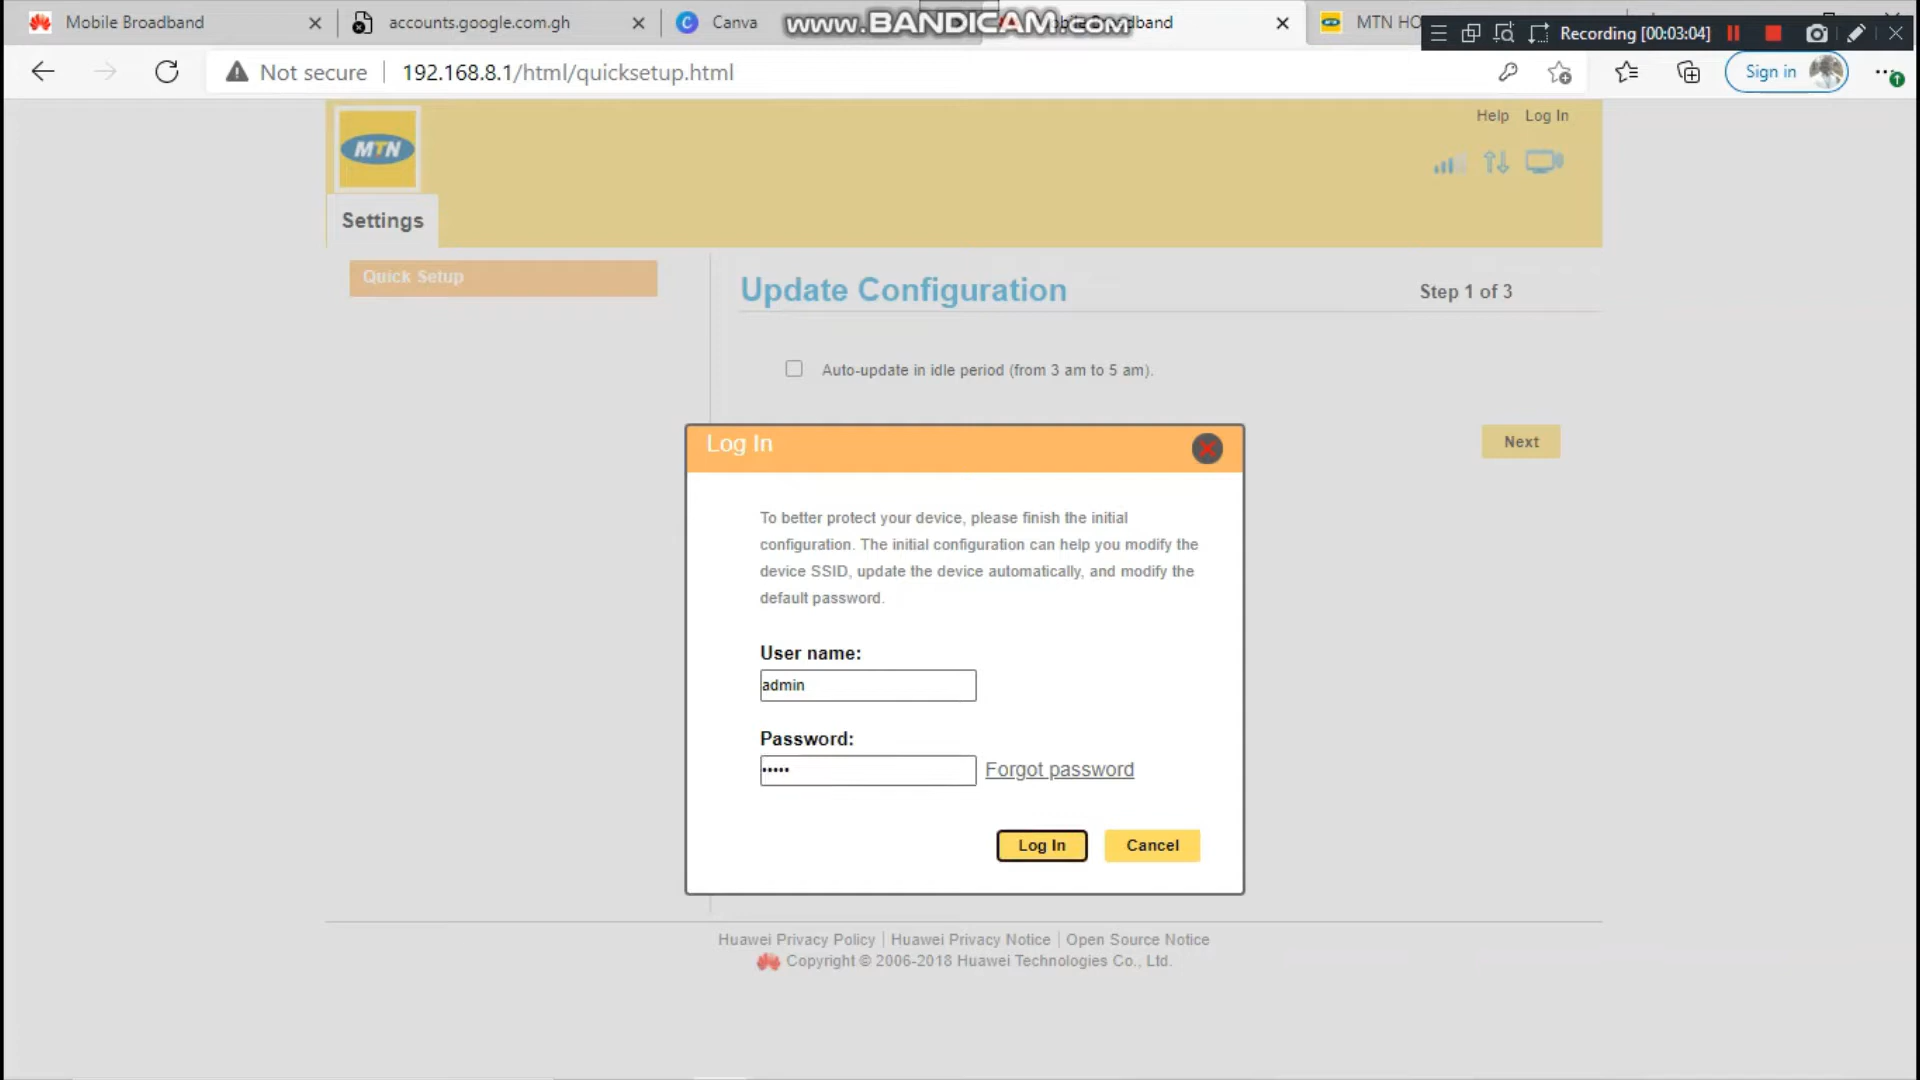 Mobile Broadband
accounts.google.com.gh
Canva
www.BANDICAM.com
Broadband
MTN HO
Recording [00:03:04]
Not secure
192.168.8.1/html/quicksetup.html
Sign in
MTN
Help Log In
Settings
Quick Setup
Update Configuration
Step 1 of 3
Auto-update in idle period (from 3 am to 5 am).
Next
Log In
To better protect your device, please finish the initial
configuration. The initial configuration can help you modify the
device SSID, update the device automatically, and modify the
default password.
User name:
admin
Password:
•••••
Forgot password
Log In
Cancel
Huawei Privacy Policy | Huawei Privacy Notice | Open Source Notice
Copyright © 2006-2018 Huawei Technologies Co., Ltd.